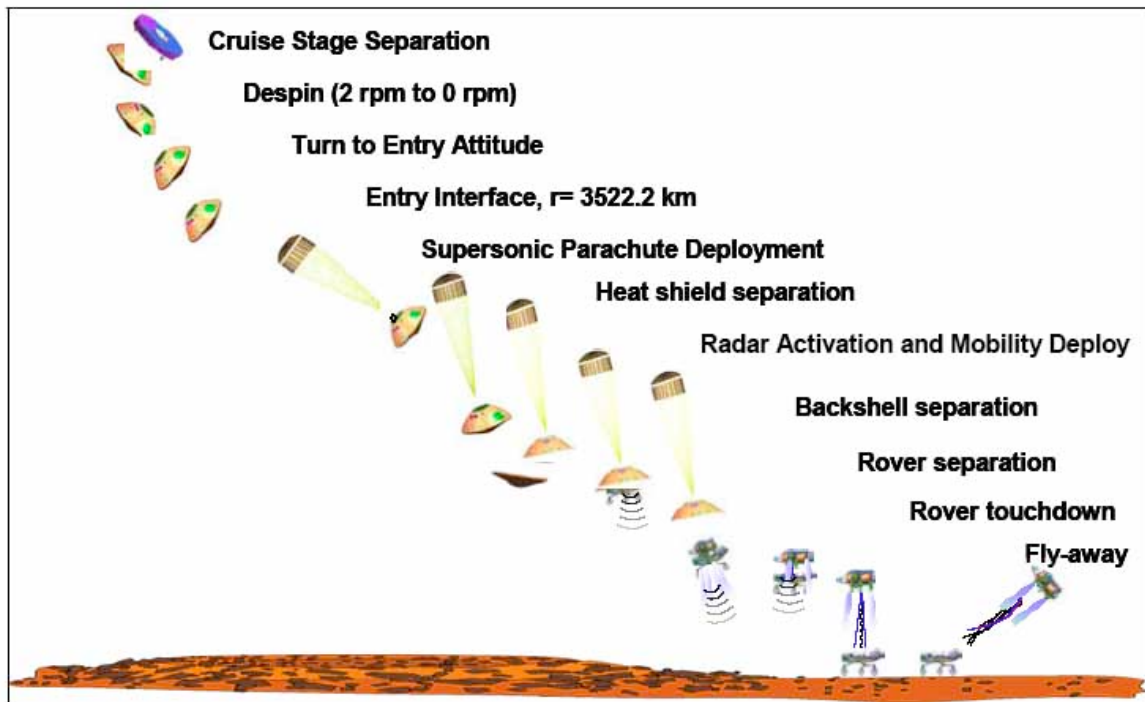 Cruise Stage Separation
Despin (2 rpm to 0 rpm)
Turn to Entry Attitude
Entry Interface, r= 3522.2 km
Supersonic Parachute Deployment
Heat shield separation
Radar Activation and Mobility Deploy
Backshell separation
Rover separation
Rover touchdown
Fly-away